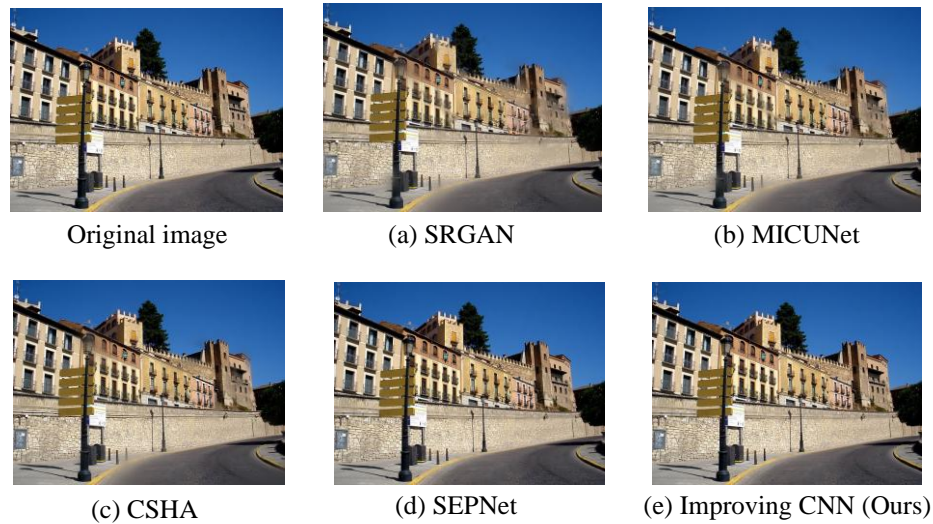 Original image
(a) SRGAN
(b) MICUNet
(c) CSHA
(d) SEPNet
(e) Improving CNN (Ours)